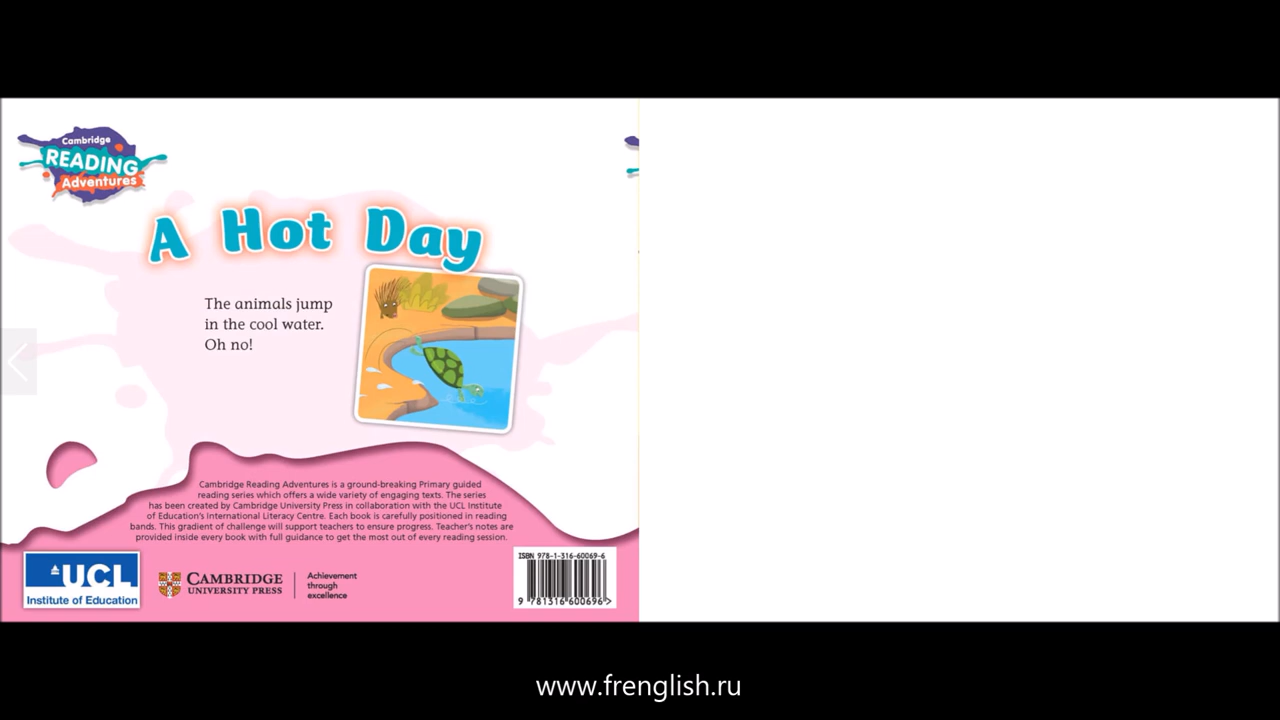 Cambridge
READING
Adventures
A Hot Day
The animals jump
in the cool water.
Oh no!
Cambridge Reading Adventures is a ground-breaking Primary guided
reading series which offers a wide variety of engaging texts. The series
has been created by Cambridge University Press in collaboration with the UCL Institute
of Education's International Literacy Centre. Each book is carefully positioned in reading
bands. This gradient of challenge will support teachers to ensure progress. Teacher's notes are
provided inside every book with full guidance to get the most out of every reading session.
UCL
Institute of Education
CAMBRIDGE
UNIVERSITY PRESS
Achievement
through
excellence
ISBN 978-1-316-60069-6
9 781316 600696 >
www.frenglish.ru